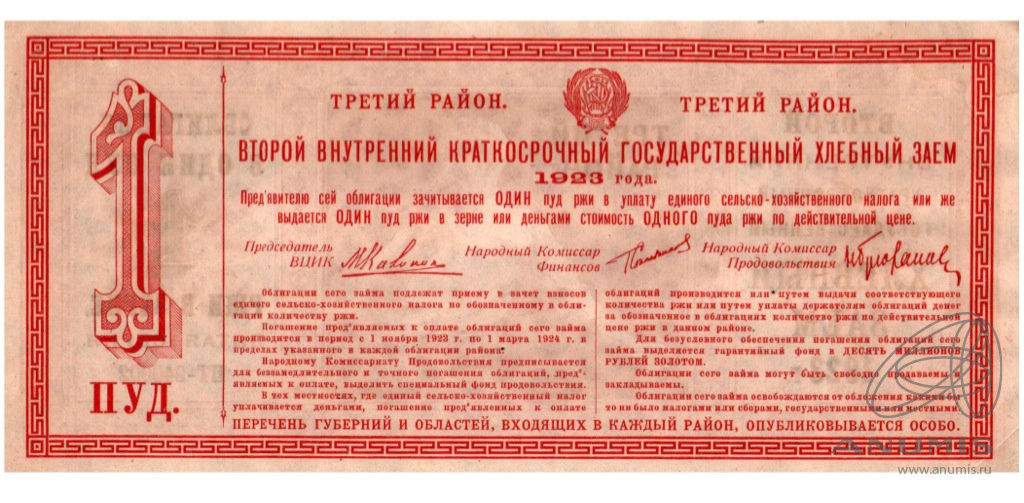 ТРЕТИЙ РАЙОН. ТРЕТИЙ РАЙОН.
ВТОРОЙ ВНУТРЕННИЙ КРАТКОСРОЧНЫЙ ГОСУДАРСТВЕННЫЙ ХЛЕБНЫЙ ЗАЕМ
1923 года.
Пред'явителю сей облигации зачитывается ОДИН пуд ржи в уплату единого сельско-хозяйственного налога или же
выдается ОДИН пуд ржи в зерне или деньгами стоимость ОДНОГО пуда ржи по действительной цене.
Председатель
ВЦИК
Народный Комиссар
Финансов
Народный Комиссар
Продовольствия
1
ПУД.
Облигации сего займа подлежат приему в зачет взносов
единого сельско-хозяйственного налога по обозначенному в обли-
гации количеству ржи.
Погашение пред'являемых к оплате облигаций сего займа
производится в период с 1 ноября 1923 г. по 1 марта 1924 г. в
пределах указанного в каждой облигации района.
Народному Комиссариату Продовольствия предписывается
для беззамедлительного и точного погашения облигаций, пред'-
являемых к оплате, выделить специальный фонд продовольствия.
В тех местностях, где единый сельско-хозяйственный налог
уплачивается деньгами, погашение пред'явленных к оплате
облигаций производится или путем выдачи соответствующего
количества ржи или путем уплаты держателям облигаций денег
за обозначенное в облигациях количество ржи по действительной
цене ржи в данном районе.
Для безусловного обеспечения погашения облигаций сего
займа выделяется гарантийный фонд в ДЕСЯТЬ МИЛЛИОНОВ
РУБЛЕЙ ЗОЛОТОМ.
Облигации сего займа могут быть свободно продаваемы и
закладываемы.
Облигации сего займа освобождаются от обложения какими бы
то ни было налогами или сборами, государственными или местными.
ПЕРЕЧЕНЬ ГУБЕРНИЙ И ОБЛАСТЕЙ, ВХОДЯЩИХ В КАЖДЫЙ РАЙОН, ОПУБЛИКОВЫВАЕТСЯ ОСОБО.
ANUMIS
www.anumis.ru